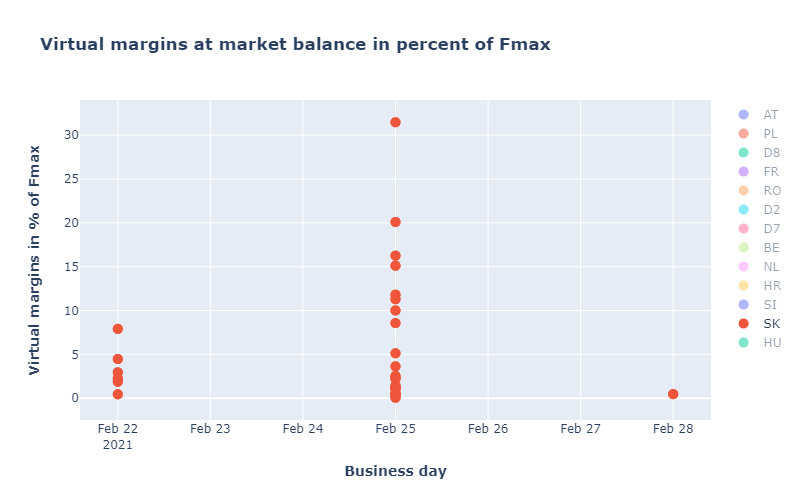 Virtual margins at market balance in percent of Fmax
Virtual margins in % of Fmax
30
25
20
15
10
5
0
Feb 22
2021
Feb 23
Feb 24
Feb 25
Feb 26
Feb 27
Feb 28
Business day
AT
PL
D8
FR
RO
D2
D7
BE
NL
HR
SI
SK
HU